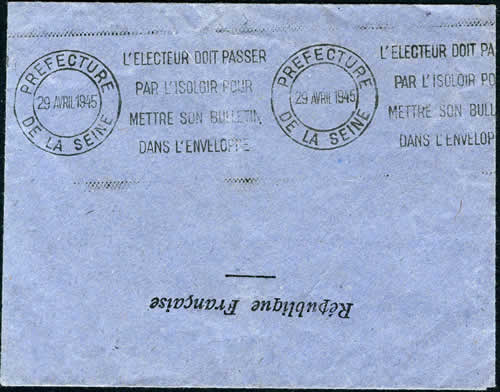 PREFECTURE
29 AVRIL 1945
DE LA SEINE
L'ELECTEUR DOIT PASSER
PAR L'ISOLOIR POUR
METTRE SON BULLETIN
DANS L'ENVELOPPE
PREFECTURE
29 AVRIL 1945
DE LA SEINE
L'ELECTEUR DOIT PA
PAR L'ISOLOIR PO
METTRE SON BULL
DANS L'ENVELOP
République Française